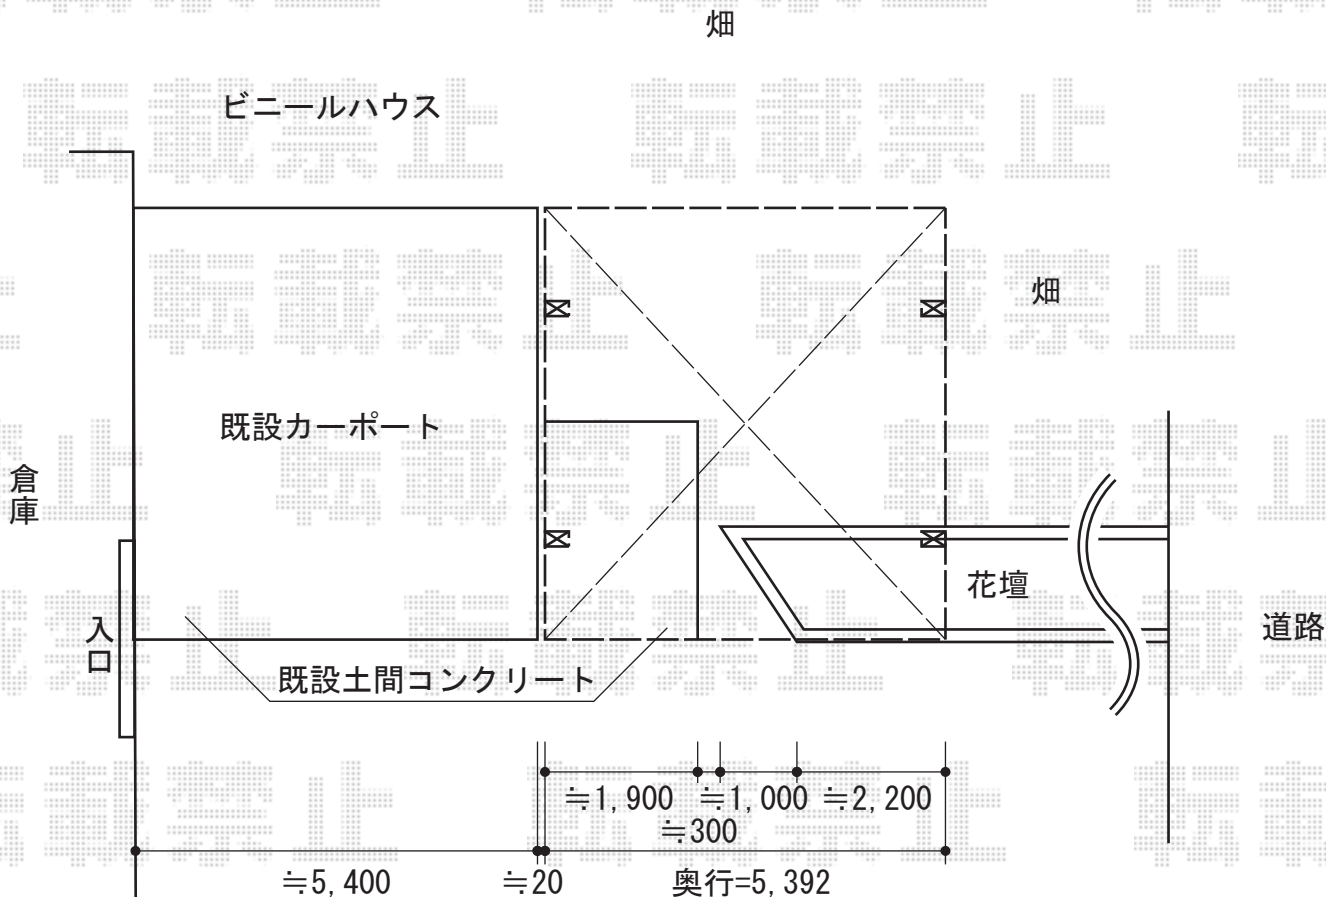 畑
ビニールハウス
転載禁止
畑
既設カーポート
倉庫
花壇
入口
道路
既設土間コンクリート
≒1,900 ≒1,000 ≒2,200
≒300
≒5,400 ≒20 奥行=5,392